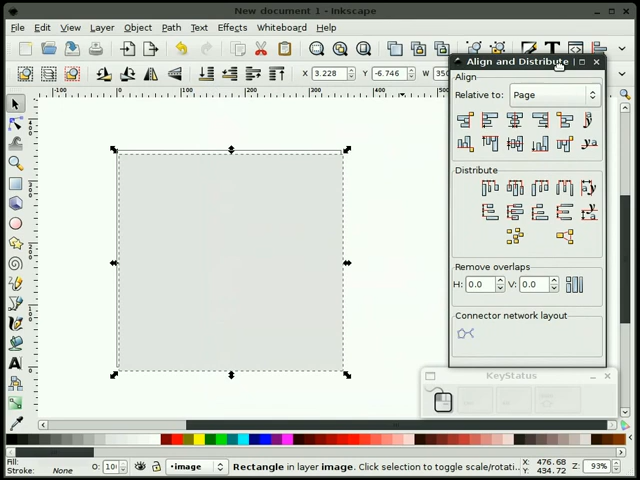 New document 1 - Inkscape
File Edit View Layer Object Path Text Effects Whiteboard Help
X 3.228 Y -6.746 W 350
Align and Distribute
Align
Relative to: Page
Distribute
Remove overlaps
H: 0.0 V: 0.0
Connector network layout
KeyStatus
Fill:
Stroke: None
O: 10
•image
Rectangle in layer image. Click selection to toggle scale/rotati...
X: 476.68
Y: 434.72
Z: 93%